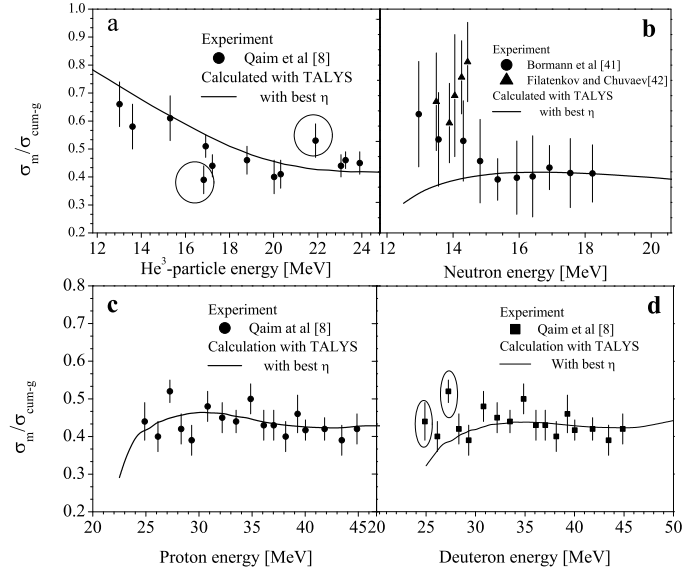 a
Experiment
Qaim et al [8]
Calculated with TALYS
with best η
1.0
0.9
0.8
0.7
0.6
0.5
0.4
0.3
0.2
σm/σcum-g
12 14 16 18 20 22 24
He³-particle energy [MeV]
b
Experiment
Bormann et al [41]
Filatenkov and Chuvaev[42]
Calculated with TALYS
with best η
12 14 16 18 20
Neutron energy [MeV]
c
Experiment
Qaim at al [8]
Calculation with TALYS
with best η
0.8
0.7
0.6
0.5
0.4
0.3
0.2
σm/σcum-g
20 25 30 35 40 45
Proton energy [MeV]
d
Experiment
Qaim et al [8]
Calculation with TALYS
With best η
20 25 30 35 40 45 50
Deuteron energy [MeV]